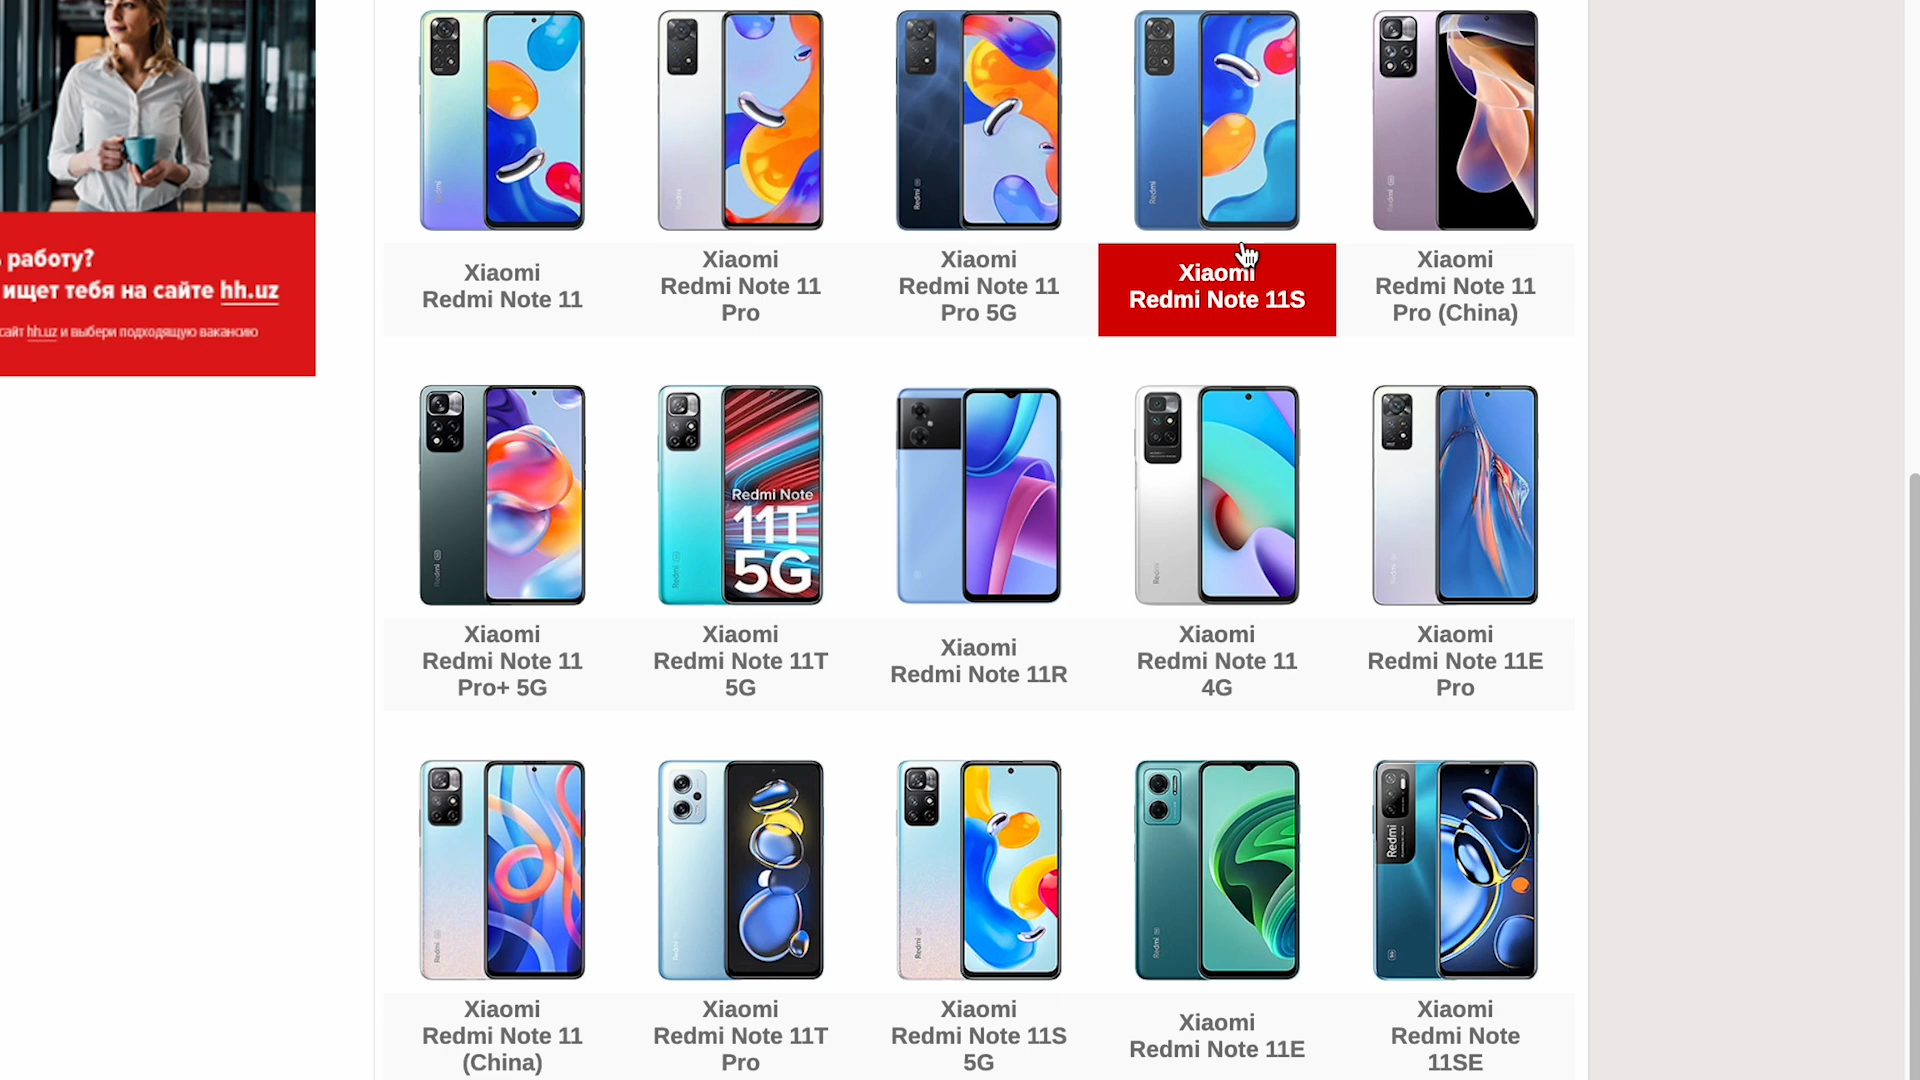 работу?
ищет тебя на сайте hh.uz
сайт hh.uz и выбери подходящую вакансию
Xiaomi
Redmi Note 11
Xiaomi
Redmi Note 11
Pro
Xiaomi
Redmi Note 11
Pro 5G
Xiaomi
Redmi Note 11S
Xiaomi
Redmi Note 11
Pro (China)
Redmi Note
11T
5G
Xiaomi
Redmi Note 11
Pro+ 5G
Xiaomi
Redmi Note 11T
5G
Xiaomi
Redmi Note 11R
Xiaomi
Redmi Note 11
4G
Xiaomi
Redmi Note 11E
Pro
Redmi
Xiaomi
Redmi Note 11
(China)
Xiaomi
Redmi Note 11T
Pro
Xiaomi
Redmi Note 11S
5G
Xiaomi
Redmi Note 11E
Xiaomi
Redmi Note
11SE